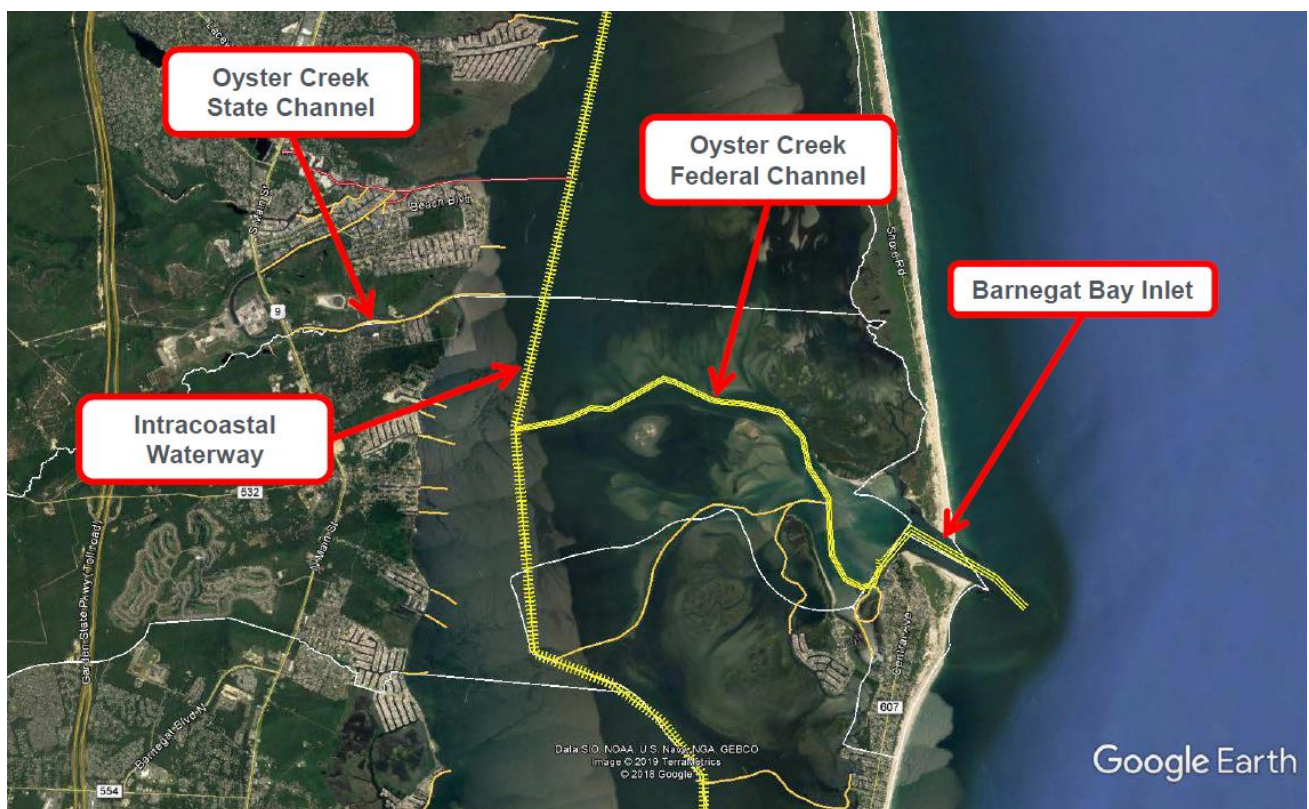 Oyster Creek
State Channel
Oyster Creek
Federal Channel
Barnegat Bay Inlet
Intracoastal
Waterway
S Main St
Beach Blvd
Shore Rd
9
532
N Main St
Garden State Pkwy (Toll road)
Central Ave
607
Barnegat Blvd N
554
Data SIO, NOAA, U.S. Navy, NGA, GEBCO
Image © 2019 TerraMetrics
© 2018 Google
Google Earth